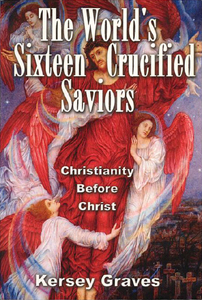 The World's
Sixteen Crucified
Saviors
Christianity
Before
Christ
Kersey Graves